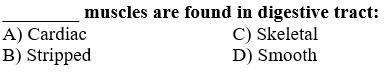 ________ muscles are found in digestive tract:
A) Cardiac C) Skeletal
B) Stripped D) Smooth